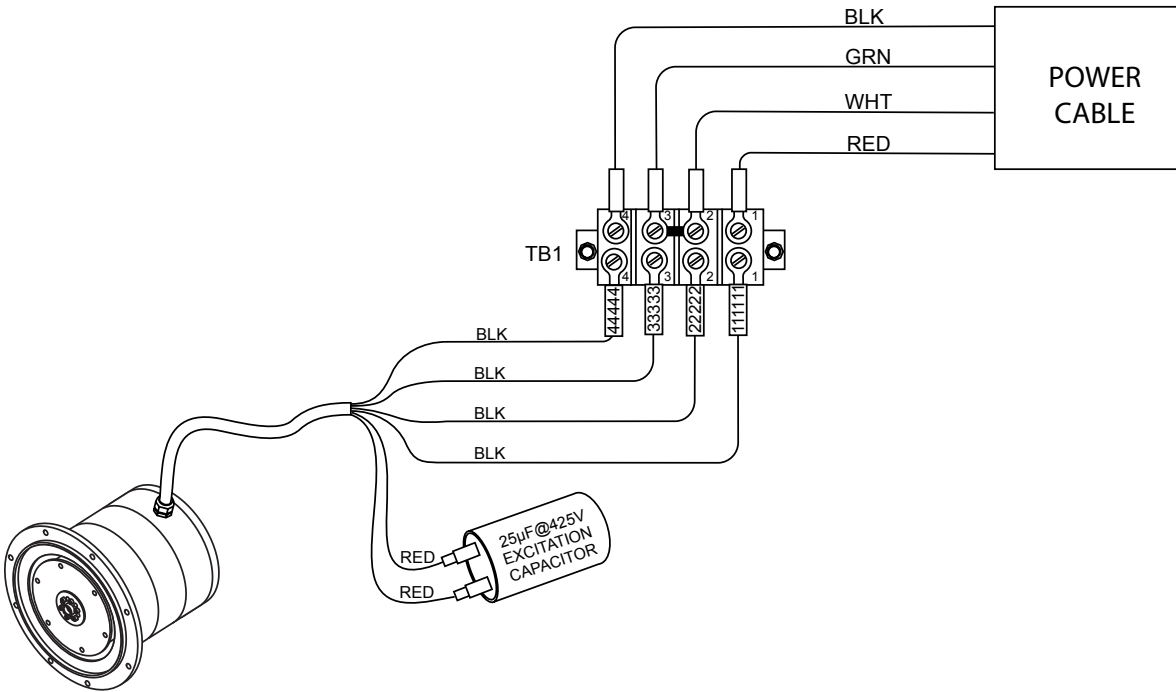 BLK
GRN
WHT
RED
POWER
CABLE
TB1
4 3 2 1
4 3 2 1
44444 33333 22222 111111
BLK
BLK
BLK
BLK
RED
RED
25µF@425V
EXCITATION
CAPACITOR